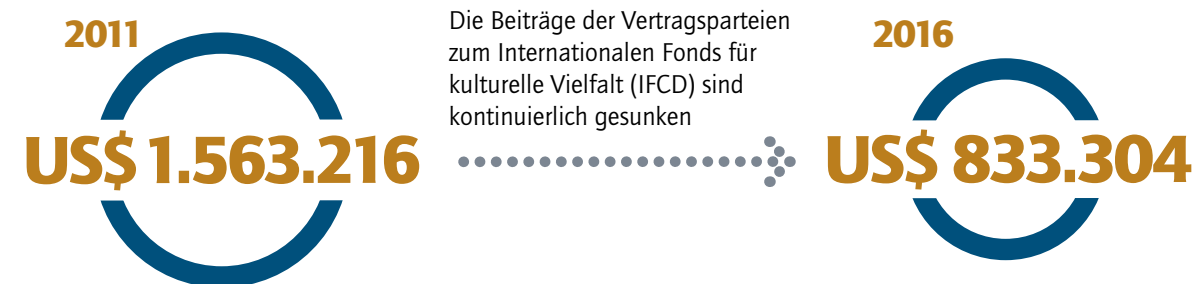 2011
US$ 1.563.216
Die Beiträge der Vertragsparteien
zum Internationalen Fonds für
kulturelle Vielfalt (IFCD) sind
kontinuierlich gesunken
2016
US$ 833.304